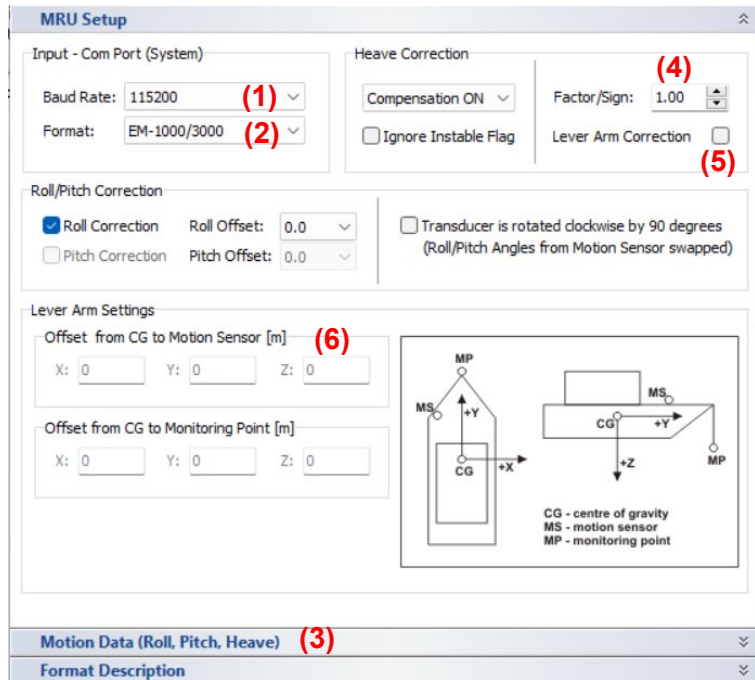 MRU Setup
Input - Com Port (System)
Baud Rate: 115200 (1)
Format: EM-1000/3000 (2)
Heave Correction
Compensation ON
Ignore Instable Flag
(4)
Factor/Sign: 1.00
Lever Arm Correction
(5)
Roll/Pitch Correction
Roll Correction Roll Offset: 0.0
Pitch Correction Pitch Offset: 0.0
Transducer is rotated clockwise by 90 degrees
(Roll/Pitch Angles from Motion Sensor swapped)
Lever Arm Settings
Offset from CG to Motion Sensor [m] (6)
X: 0 Y: 0 Z: 0
Offset from CG to Monitoring Point [m]
X: 0 Y: 0 Z: 0
MP
MS
+Y
CG
+X
MS
CG
+Y
+Z
MP
CG - centre of gravity
MS - motion sensor
MP - monitoring point
Motion Data (Roll, Pitch, Heave) (3)
Format Description